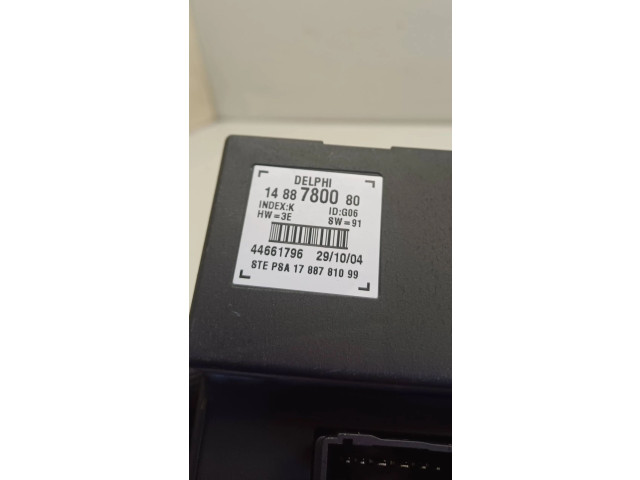 DELPHI
14 88 7800 80
INDEX:K ID:G06
HW=3E SW=91
44661796 29/10/04
STE PSA 17 887 810 99